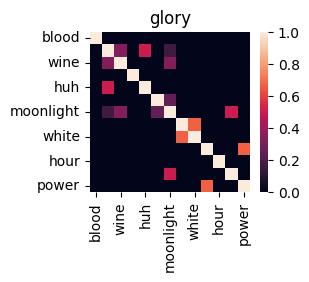 glory
blood
wine
huh
moonlight
white
hour
power
1.0
0.8
0.6
0.4
0.2
0.0
blood
wine
huh
moonlight
white
hour
power